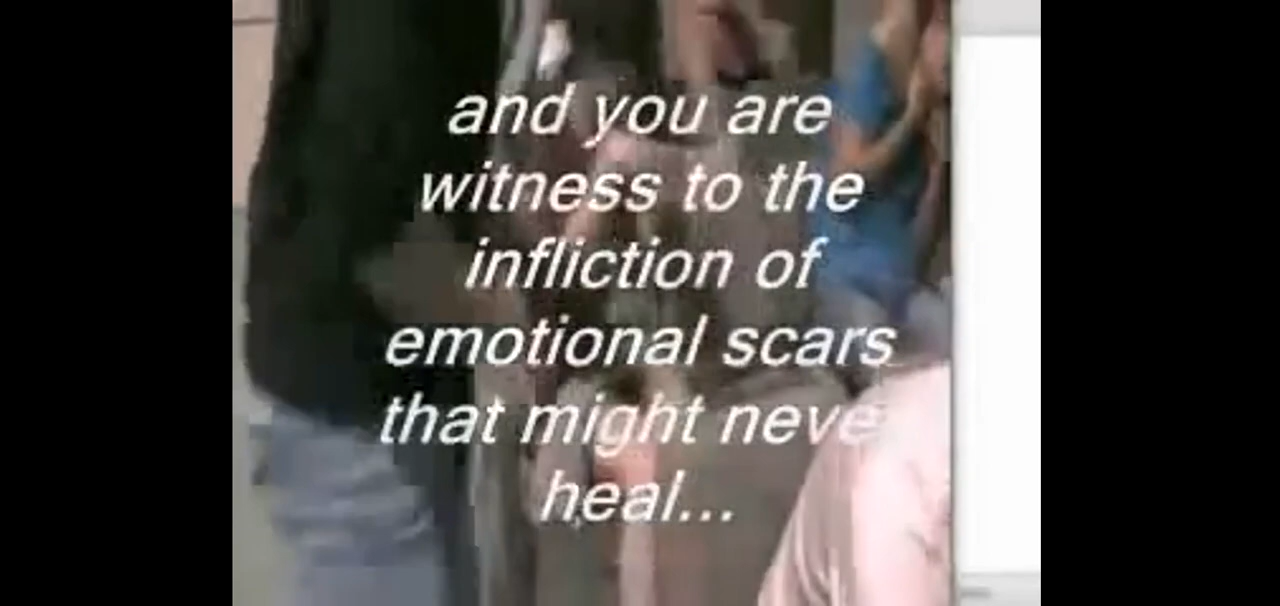 and you are
witness to the
infliction of
emotional scars
that might neve
heal...